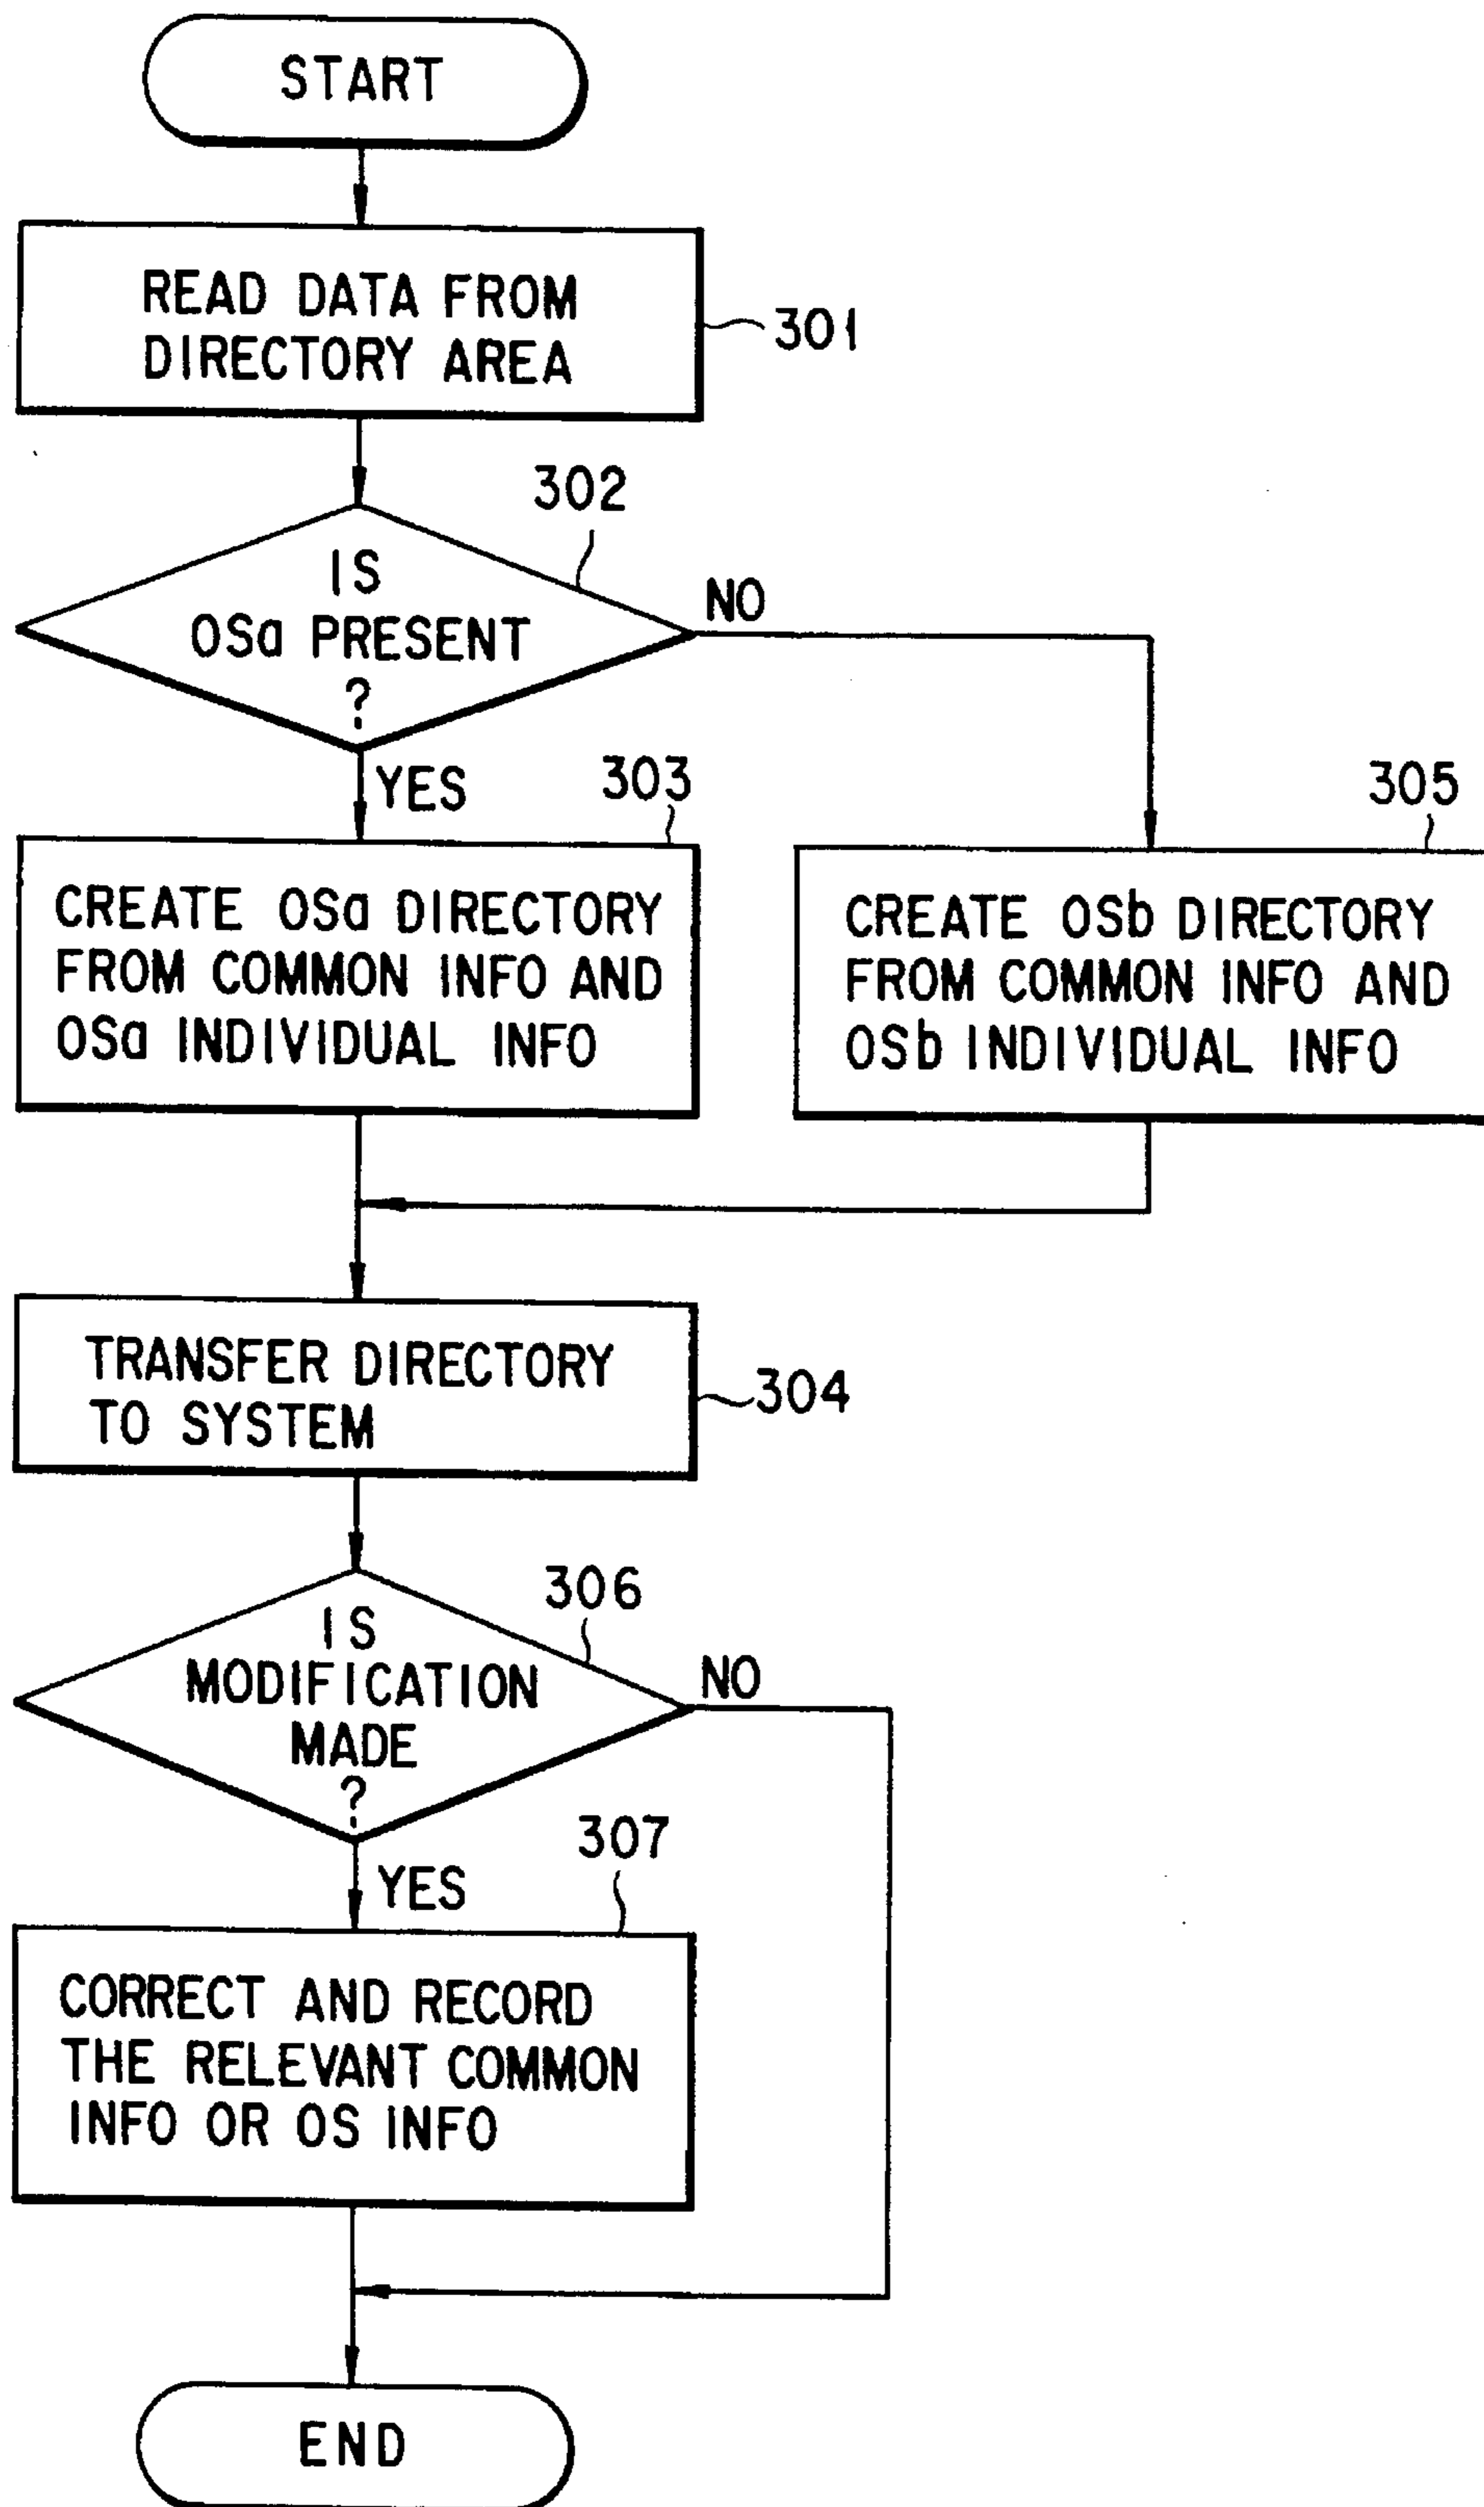 START
READ DATA FROM
DIRECTORY AREA
301
302
IS
OSa PRESENT
?
NO
YES
303
CREATE OSa DIRECTORY
FROM COMMON INFO AND
OSa INDIVIDUAL INFO
305
CREATE OSb DIRECTORY
FROM COMMON INFO AND
OSb INDIVIDUAL INFO
TRANSFER DIRECTORY
TO SYSTEM
304
306
IS
MODIFICATION
MADE
?
NO
YES
307
CORRECT AND RECORD
THE RELEVANT COMMON
INFO OR OS INFO
END